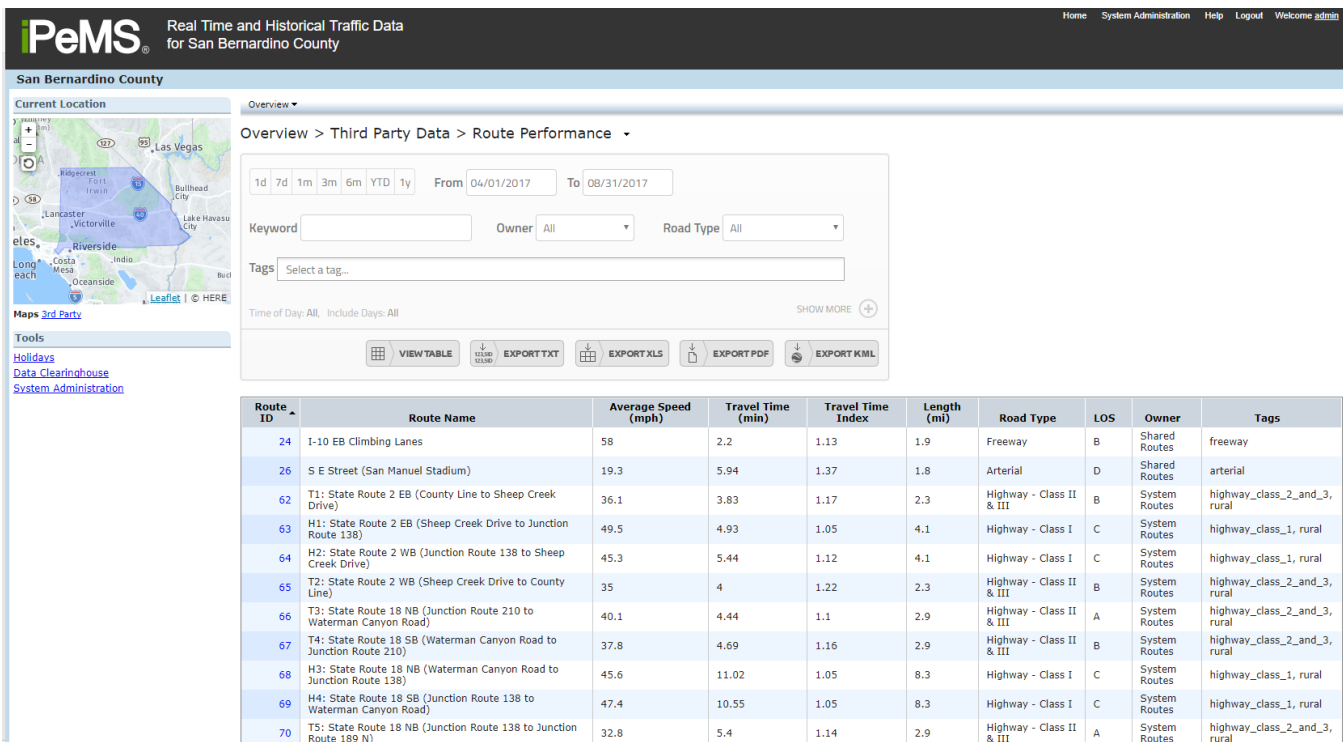 iPeMS®
Real Time and Historical Traffic Data
for San Bernardino County
Home System Administration Help Logout Welcome admin
San Bernardino County
Current Location
+
-
127
95
Las Vegas
Ridgecrest
Fort
Irwin
15
Bullhead
City
58
40
Lancaster
Victorville
Lake Havasu
City
eles
Riverside
Long
each
Costa
Mesa
Indio
Oceanside
5
Leaflet | © HERE
Maps 3rd Party
Tools
Holidays
Data Clearinghouse
System Administration
Overview
Overview > Third Party Data > Route Performance
1d 7d 1m 3m 6m YTD 1y From 04/01/2017 To 08/31/2017
Keyword Owner All Road Type All
Tags Select a tag...
Time of Day: All, Include Days: All SHOW MORE
VIEW TABLE EXPORT TXT EXPORT XLS EXPORT PDF EXPORT KML
Route ID Route Name Average Speed (mph) Travel Time (min) Travel Time Index Length (mi) Road Type LOS Owner Tags
24 I-10 EB Climbing Lanes 58 2.2 1.13 1.9 Freeway B Shared Routes freeway
26 S E Street (San Manuel Stadium) 19.3 5.94 1.37 1.8 Arterial D Shared Routes arterial
62 T1: State Route 2 EB (County Line to Sheep Creek Drive) 36.1 3.83 1.17 2.3 Highway - Class II & III B System Routes highway_class_2_and_3, rural
63 H1: State Route 2 EB (Sheep Creek Drive to Junction Route 138) 49.5 4.93 1.05 4.1 Highway - Class I C System Routes highway_class_1, rural
64 H2: State Route 2 WB (Junction Route 138 to Sheep Creek Drive) 45.3 5.44 1.12 4.1 Highway - Class I C System Routes highway_class_1, rural
65 T2: State Route 2 WB (Sheep Creek Drive to County Line) 35 4 1.22 2.3 Highway - Class II & III B System Routes highway_class_2_and_3, rural
66 T3: State Route 18 NB (Junction Route 210 to Waterman Canyon Road) 40.1 4.44 1.1 2.9 Highway - Class II & III A System Routes highway_class_2_and_3, rural
67 T4: State Route 18 SB (Waterman Canyon Road to Junction Route 210) 37.8 4.69 1.16 2.9 Highway - Class II & III B System Routes highway_class_2_and_3, rural
68 H3: State Route 18 NB (Waterman Canyon Road to Junction Route 138) 45.6 11.02 1.05 8.3 Highway - Class I C System Routes highway_class_1, rural
69 H4: State Route 18 SB (Junction Route 138 to Waterman Canyon Road) 47.4 10.55 1.05 8.3 Highway - Class I C System Routes highway_class_1, rural
70 T5: State Route 18 NB (Junction Route 138 to Junction Route 189 N) 32.8 5.4 1.14 2.9 Highway - Class II & III A System Routes highway_class_2_and_3, rural